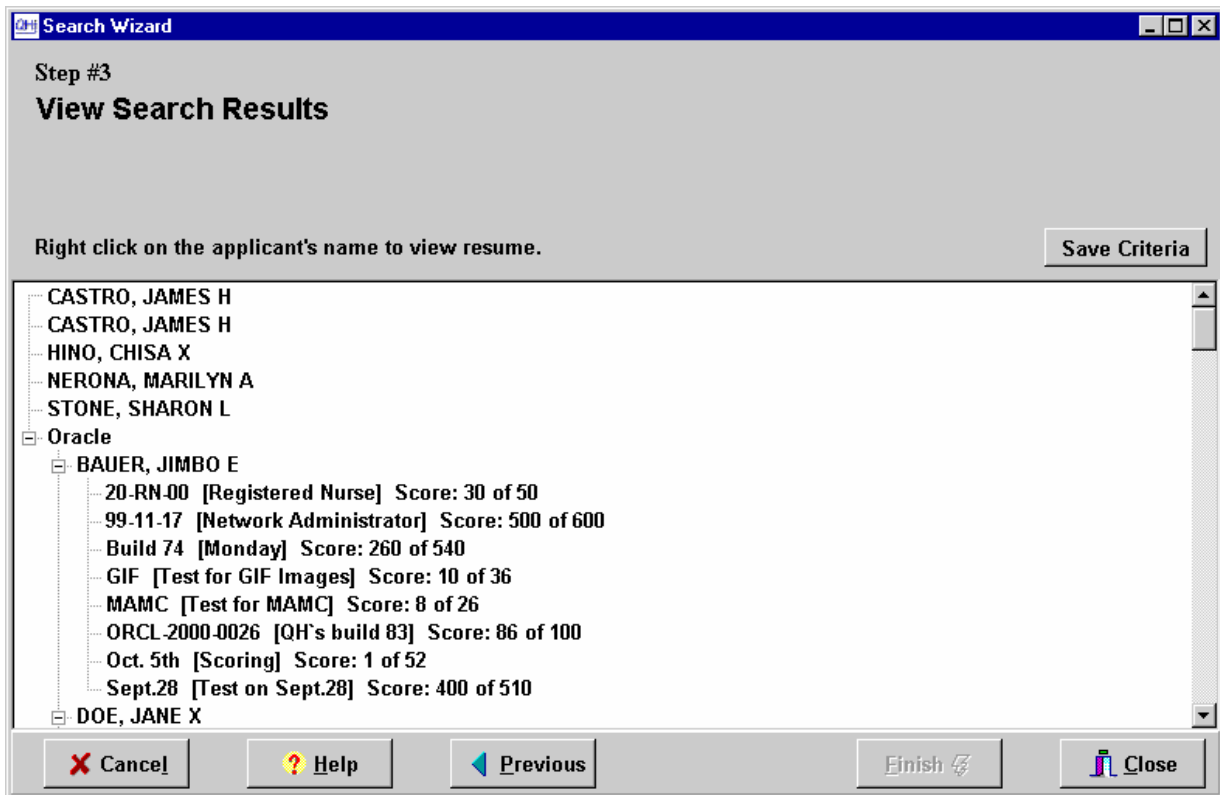 QH Search Wizard
Step #3
View Search Results
Right click on the applicant's name to view resume.
Save Criteria
CASTRO, JAMES H
CASTRO, JAMES H
HINO, CHISA X
NERONA, MARILYN A
STONE, SHARON L
Oracle
BAUER, JIMBO E
20-RN-00 [Registered Nurse] Score: 30 of 50
99-11-17 [Network Administrator] Score: 500 of 600
Build 74 [Monday] Score: 260 of 540
GIF [Test for GIF Images] Score: 10 of 36
MAMC [Test for MAMC] Score: 8 of 26
ORCL-2000-0026 [QH`s build 83] Score: 86 of 100
Oct. 5th [Scoring] Score: 1 of 52
Sept.28 [Test on Sept.28] Score: 400 of 510
DOE, JANE X
Cancel
Help
Previous
Finish
Close